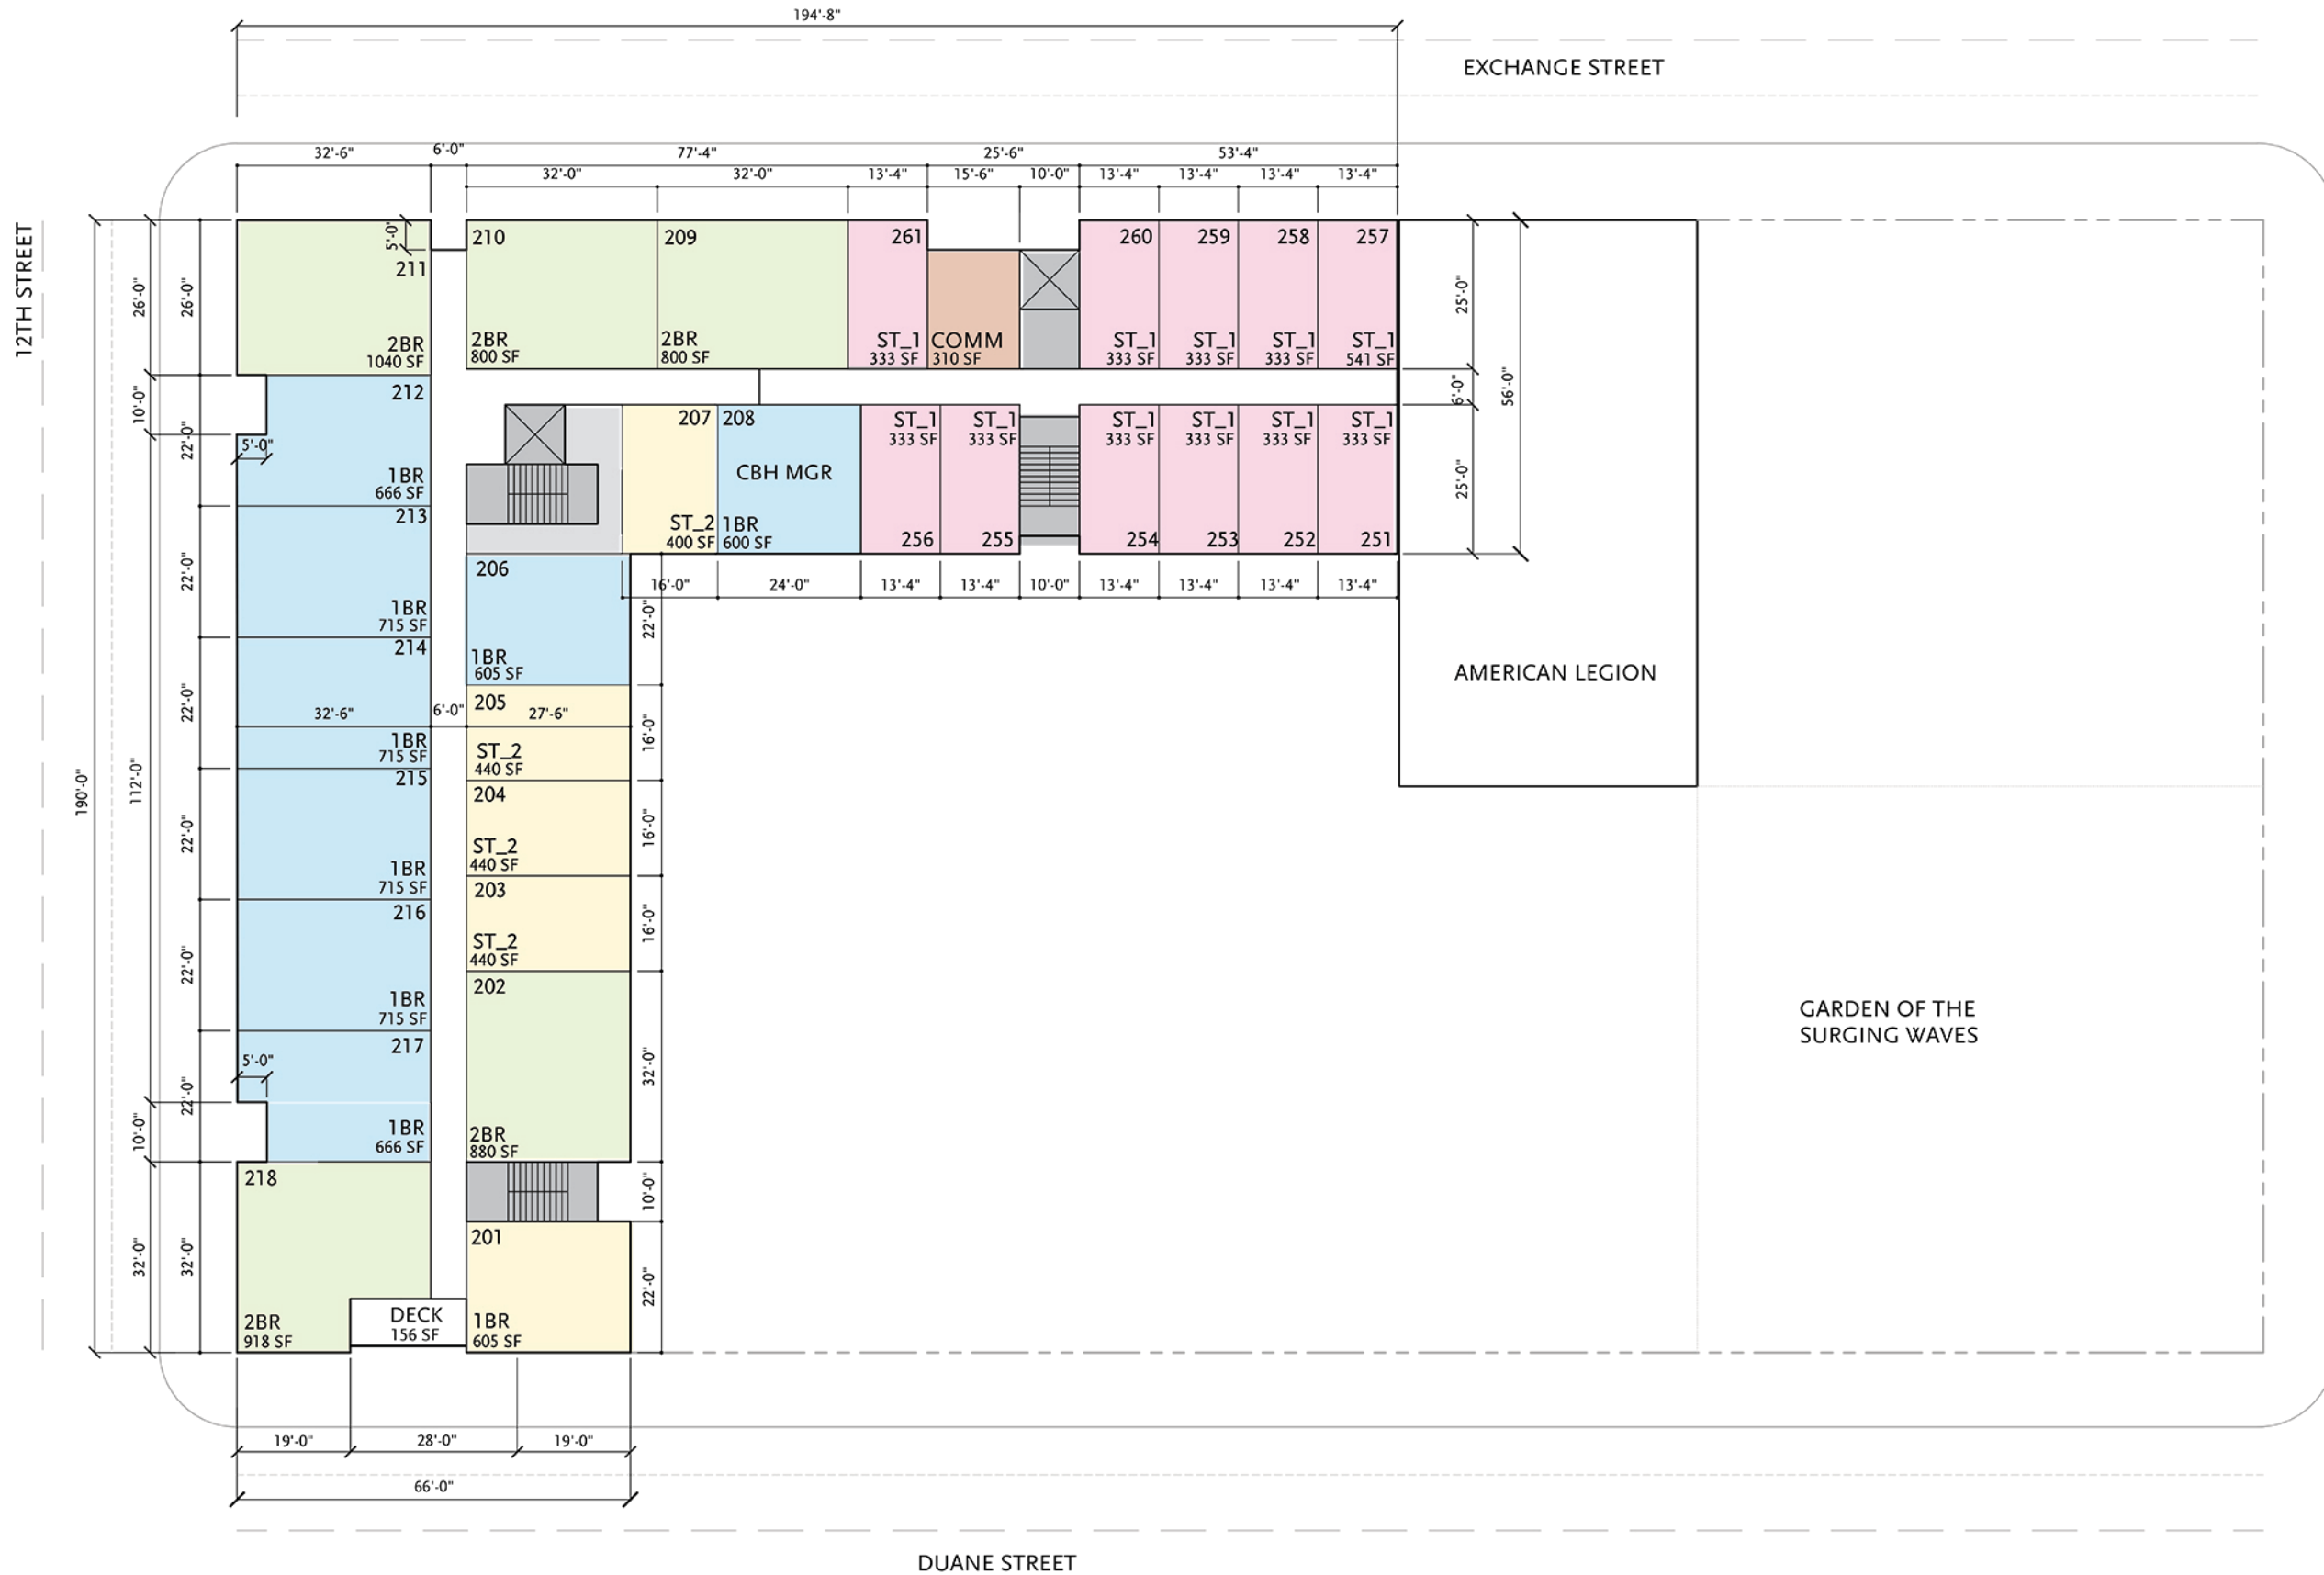 194'-8"
EXCHANGE STREET
32'-6"
6'-0"
77'-4"
25'-6"
53'-4"
32'-0"
32'-0"
13'-4"
15'-6"
10'-0"
13'-4"
13'-4"
13'-4"
13'-4"
12TH STREET
190'-0"
26'-0"
10'-0"
112'-0"
10'-0"
32'-0"
26'-0"
22'-0"
22'-0"
22'-0"
22'-0"
22'-0"
22'-0"
32'-0"
5'-0"
211
2BR
1040 SF
210
2BR
800 SF
209
2BR
800 SF
261
ST_1
333 SF
COMM
310 SF
260
ST_1
333 SF
259
ST_1
333 SF
258
ST_1
333 SF
257
ST_1
541 SF
25'-0"
6'-0"
25'-0"
56'-0"
5'-0"
212
1BR
666 SF
207
ST_2
400 SF
208
CBH MGR
1BR
600 SF
ST_1
333 SF
256
ST_1
333 SF
255
ST_1
333 SF
254
ST_1
333 SF
253
ST_1
333 SF
252
ST_1
333 SF
251
16'-0"
24'-0"
13'-4"
13'-4"
10'-0"
13'-4"
13'-4"
13'-4"
13'-4"
213
1BR
715 SF
206
1BR
605 SF
22'-0"
AMERICAN LEGION
214
32'-6"
6'-0"
27'-6"
1BR
715 SF
205
ST_2
440 SF
16'-0"
215
1BR
715 SF
204
ST_2
440 SF
16'-0"
216
1BR
715 SF
203
ST_2
440 SF
16'-0"
202
2BR
880 SF
32'-0"
GARDEN OF THE
SURGING WAVES
217
5'-0"
1BR
666 SF
10'-0"
218
2BR
918 SF
DECK
156 SF
201
1BR
605 SF
22'-0"
19'-0"
28'-0"
19'-0"
66'-0"
DUANE STREET